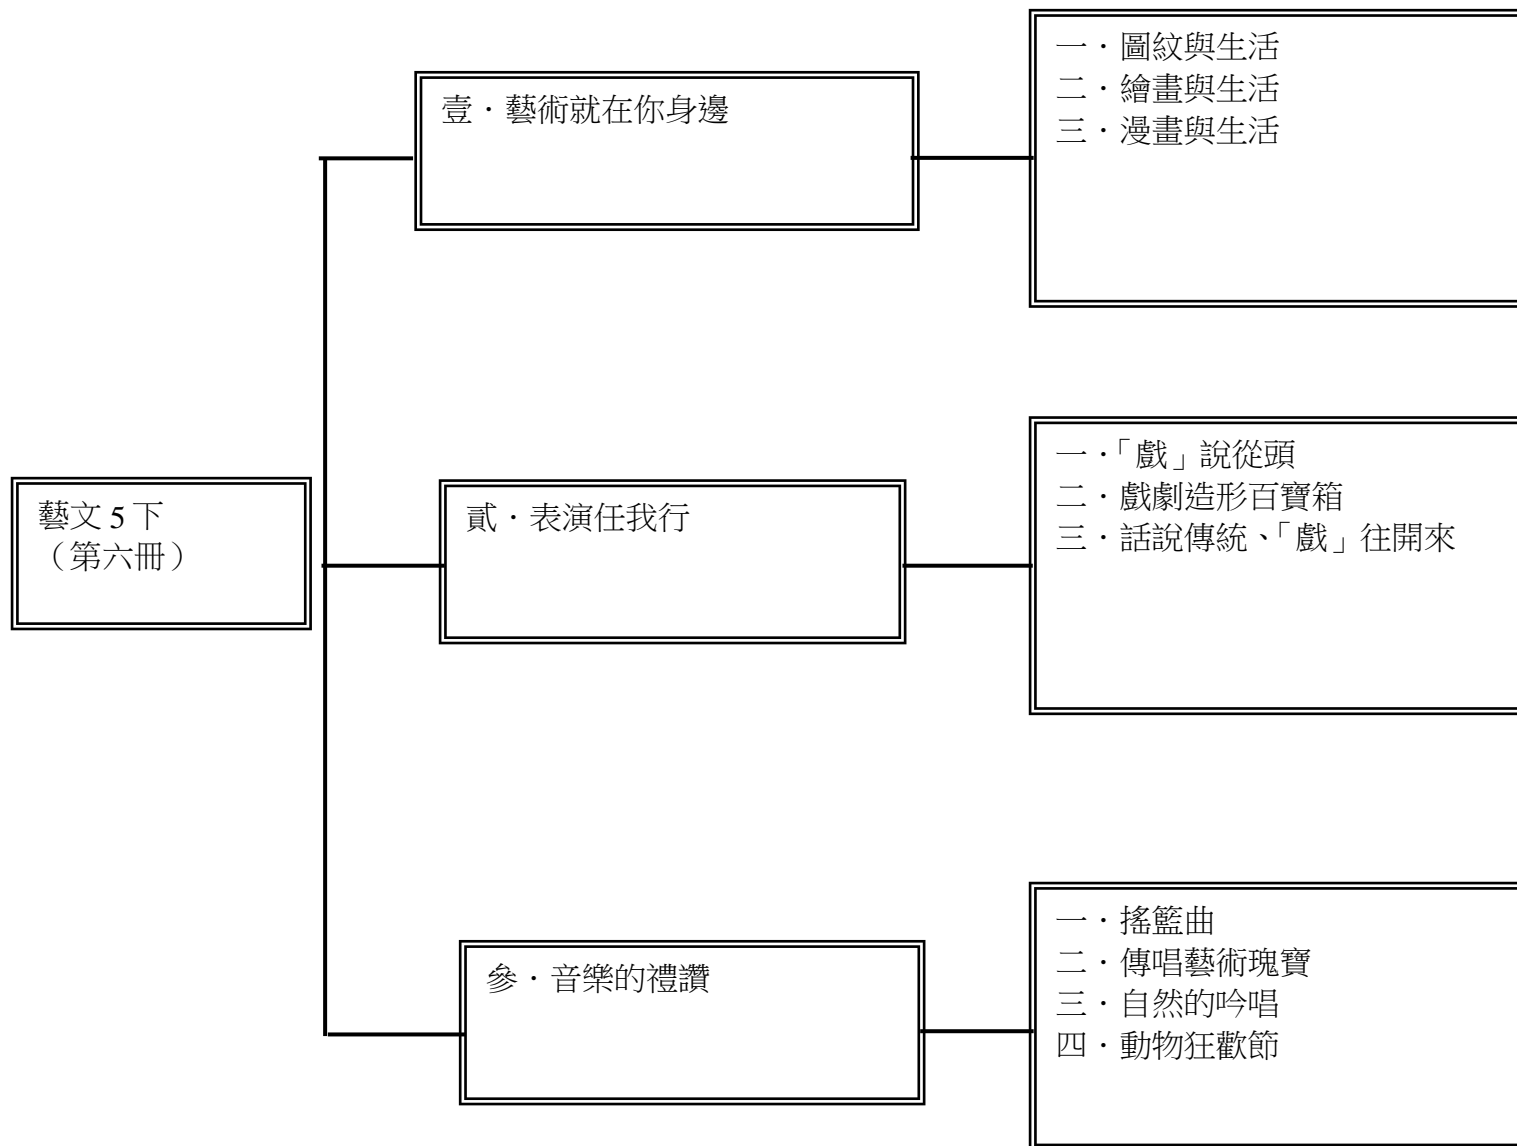 藝文 5 下
（第六冊）
壹．藝術就在你身邊
一．圖紋與生活
二．繪畫與生活
三．漫畫與生活
貳．表演任我行
一．「戲」說從頭
二．戲劇造形百寶箱
三．話說傳統、「戲」往開來
參．音樂的禮讚
一．搖籃曲
二．傳唱藝術瑰寶
三．自然的吟唱
四．動物狂歡節